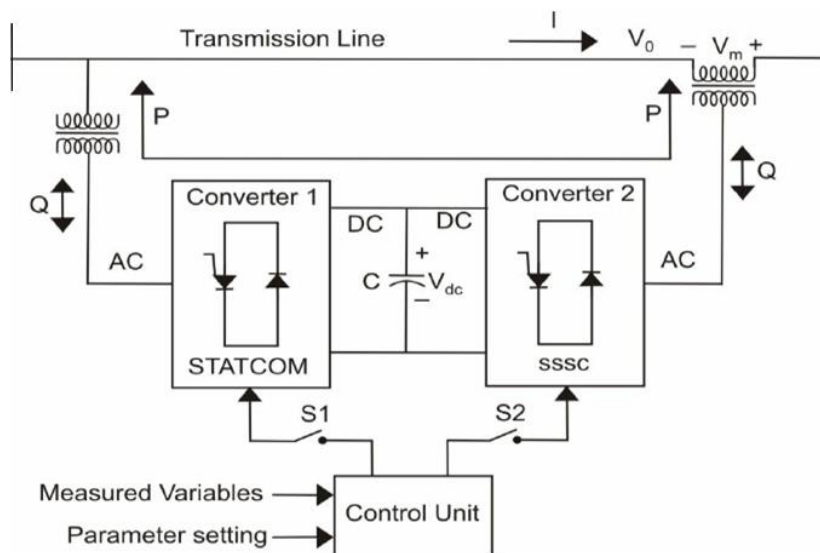 I
Transmission Line
V0
− Vm +
P
P
Q
Q
Converter 1
Converter 2
DC
DC
AC
AC
+
C
Vdc
−
STATCOM
sssc
S1
S2
Measured Variables
Control Unit
Parameter setting